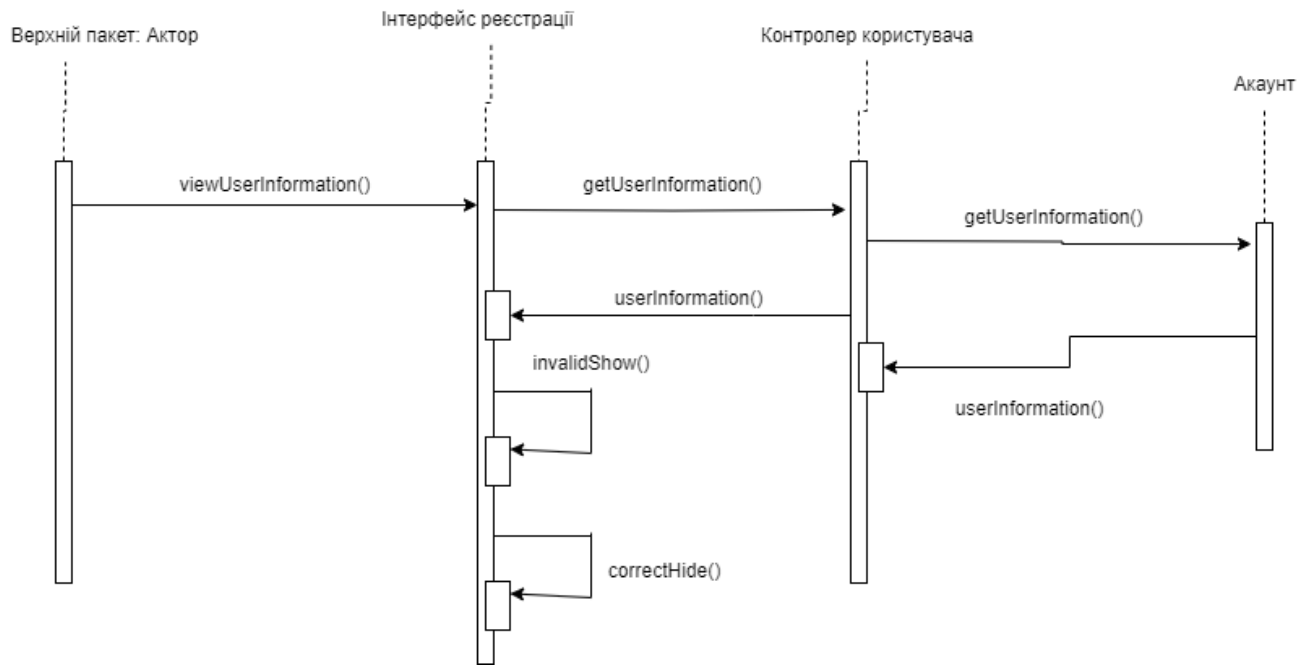 Інтерфейс реєстрації
Верхній пакет: Актор
Контролер користувача
Акаунт
viewUserInformation()
getUserInformation()
getUserInformation()
userInformation()
invalidShow()
userInformation()
correctHide()